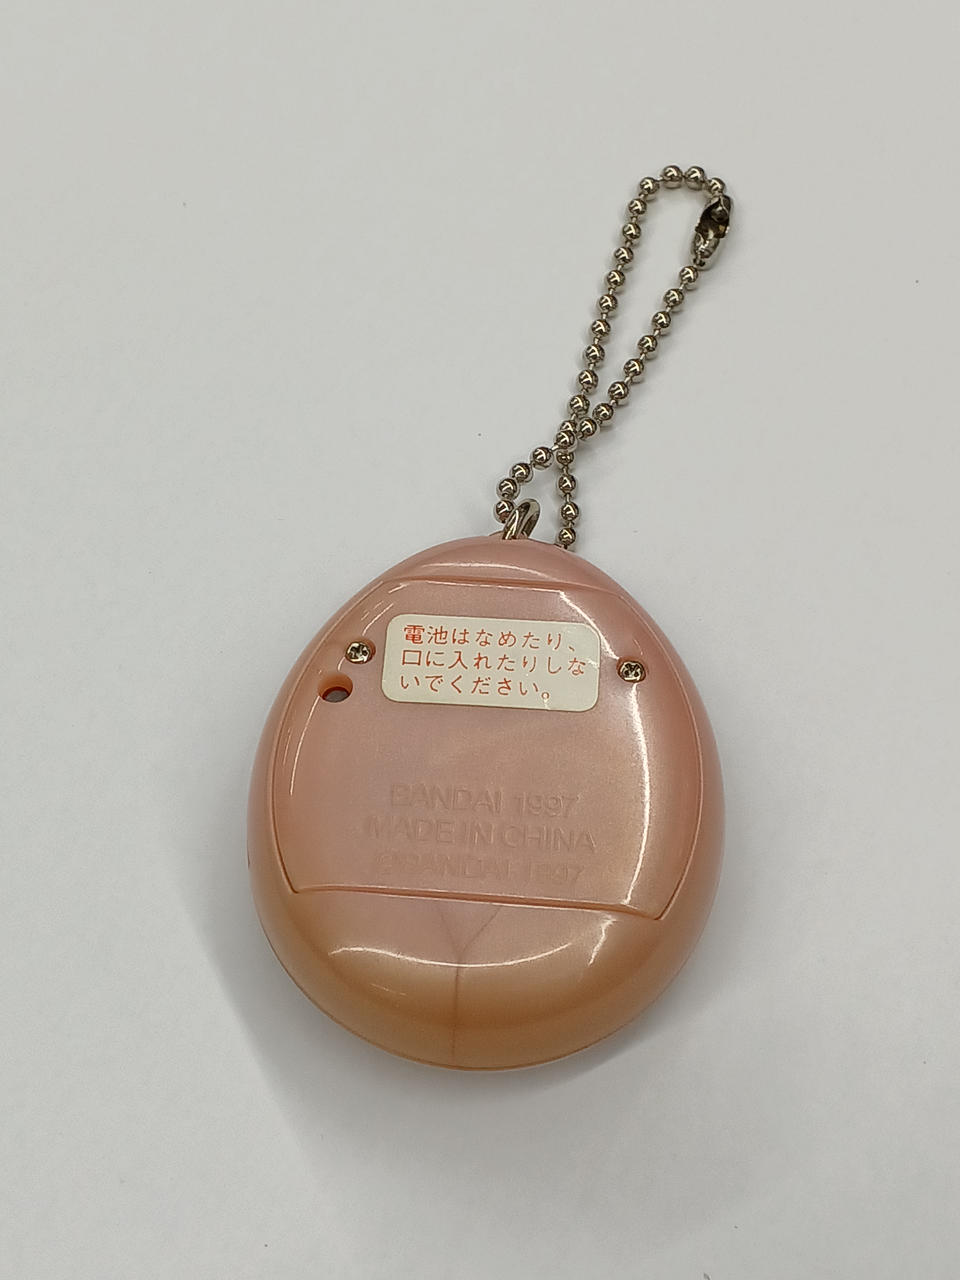 電池はなめたり、
口に入れたりしな
いでください。
BANDAI 1997
MADE IN CHINA
©BANDAI 1997